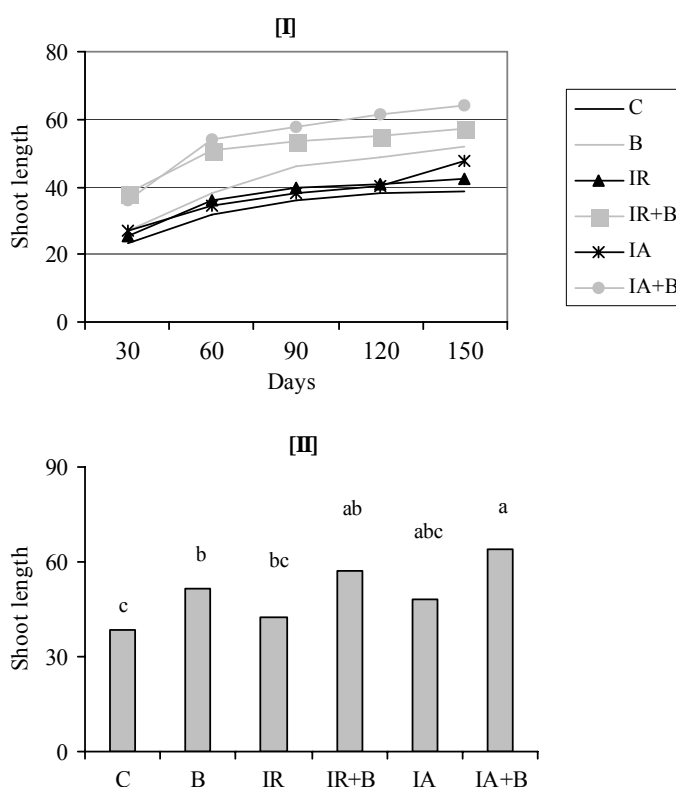 [I]
80
60
40
20
0
Shoot length
30 60 90 120 150
Days
C
B
IR
IR+B
IA
IA+B
[II]
90
60
30
0
Shoot length
c b bc ab abc a
C B IR IR+B IA IA+B